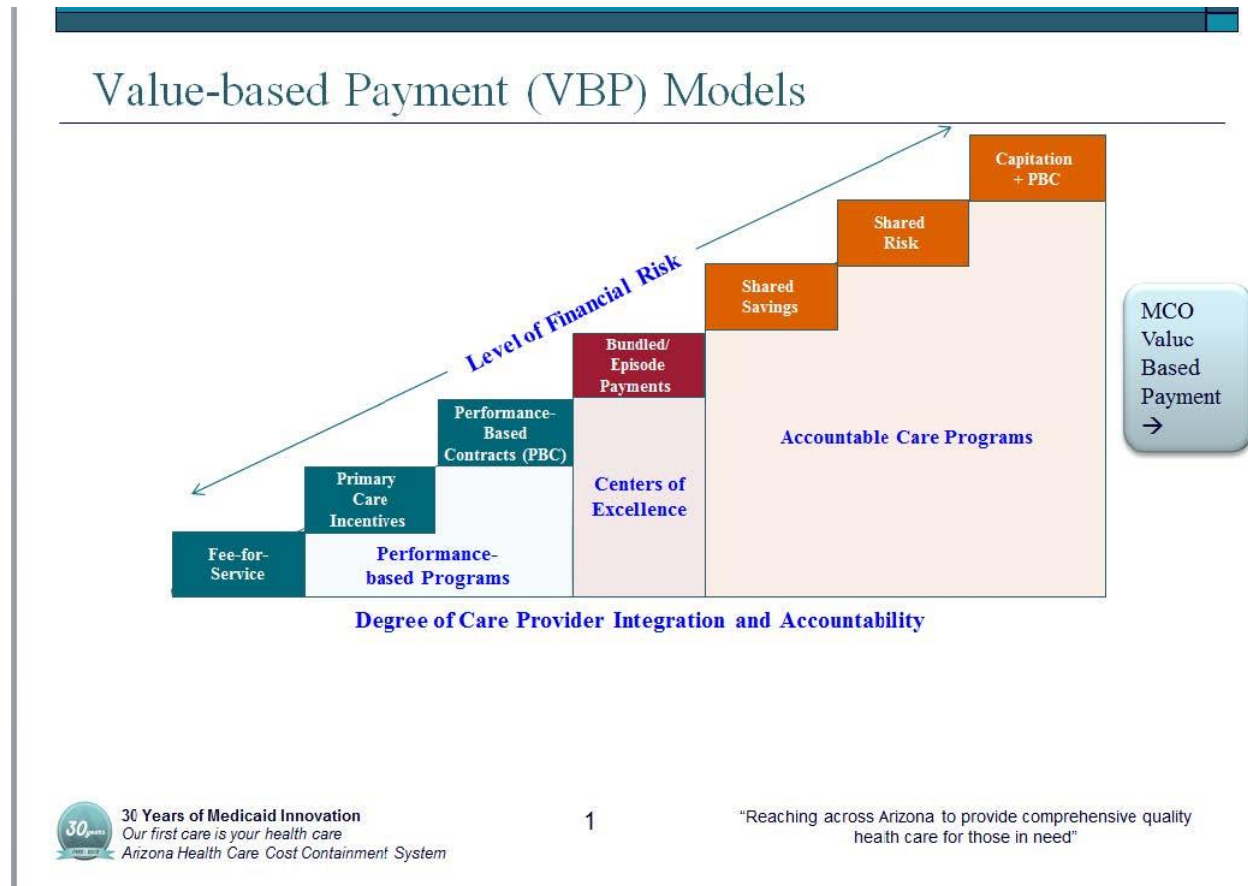 Value-based Payment (VBP) Models
Capitation
+ PBC
Shared
Risk
Shared
Savings
Level of Financial Risk
Bundled/
Episode
Payments
Performance-
Based
Contracts (PBC)
Primary
Care
Incentives
Fee-for-
Service
Performance-
based Programs
Centers of
Excellence
Accountable Care Programs
MCO
Value
Based
Payment
→
Degree of Care Provider Integration and Accountability
30 years
30 Years of Medicaid Innovation
Our first care is your health care
Arizona Health Care Cost Containment System
1
“Reaching across Arizona to provide comprehensive quality
health care for those in need”